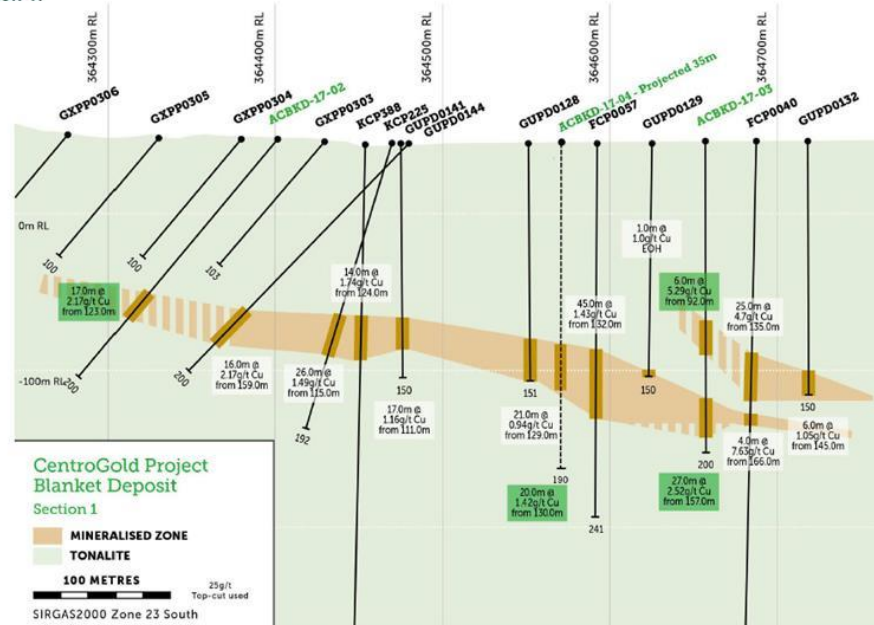 364300m RL
364400m RL
364500m RL
364600m RL
364700m RL
GXPP0306
GXPP0305
GXPP0304
ACBKD-17-02
GXPP0303
KCP388
KCP225
GUPD0141
GUPD0144
GUPD0128
ACBKD-17-04 - Projected 35m
FCP0057
GUPD0129
ACBKD-17-03
FCP0040
GUPD0132
0m RL
-100m RL
100
100
103
200
200
192
150
151
190
241
150
200
150
17.0m @
2.17g/t Cu
from 123.0m
14.0m @
1.74g/t Cu
from 124.0m
16.0m @
2.17g/t Cu
from 159.0m
26.0m @
1.49g/t Cu
from 115.0m
17.0m @
1.16g/t Cu
from 111.0m
21.0m @
0.94g/t Cu
from 129.0m
20.0m @
1.42g/t Cu
from 130.0m
45.0m @
1.43g/t Cu
from 132.0m
1.0m @
1.0g/t Cu
EOH
6.0m @
5.29g/t Cu
from 92.0m
25.0m @
4.7g/t Cu
from 135.0m
27.0m @
2.52g/t Cu
from 157.0m
4.0m @
7.63g/t Cu
from 166.0m
6.0m @
1.05g/t Cu
from 145.0m
CentroGold Project
Blanket Deposit
Section 1
MINERALISED ZONE
TONALITE
100 METRES
25g/t
Top-cut used
SIRGAS2000 Zone 23 South